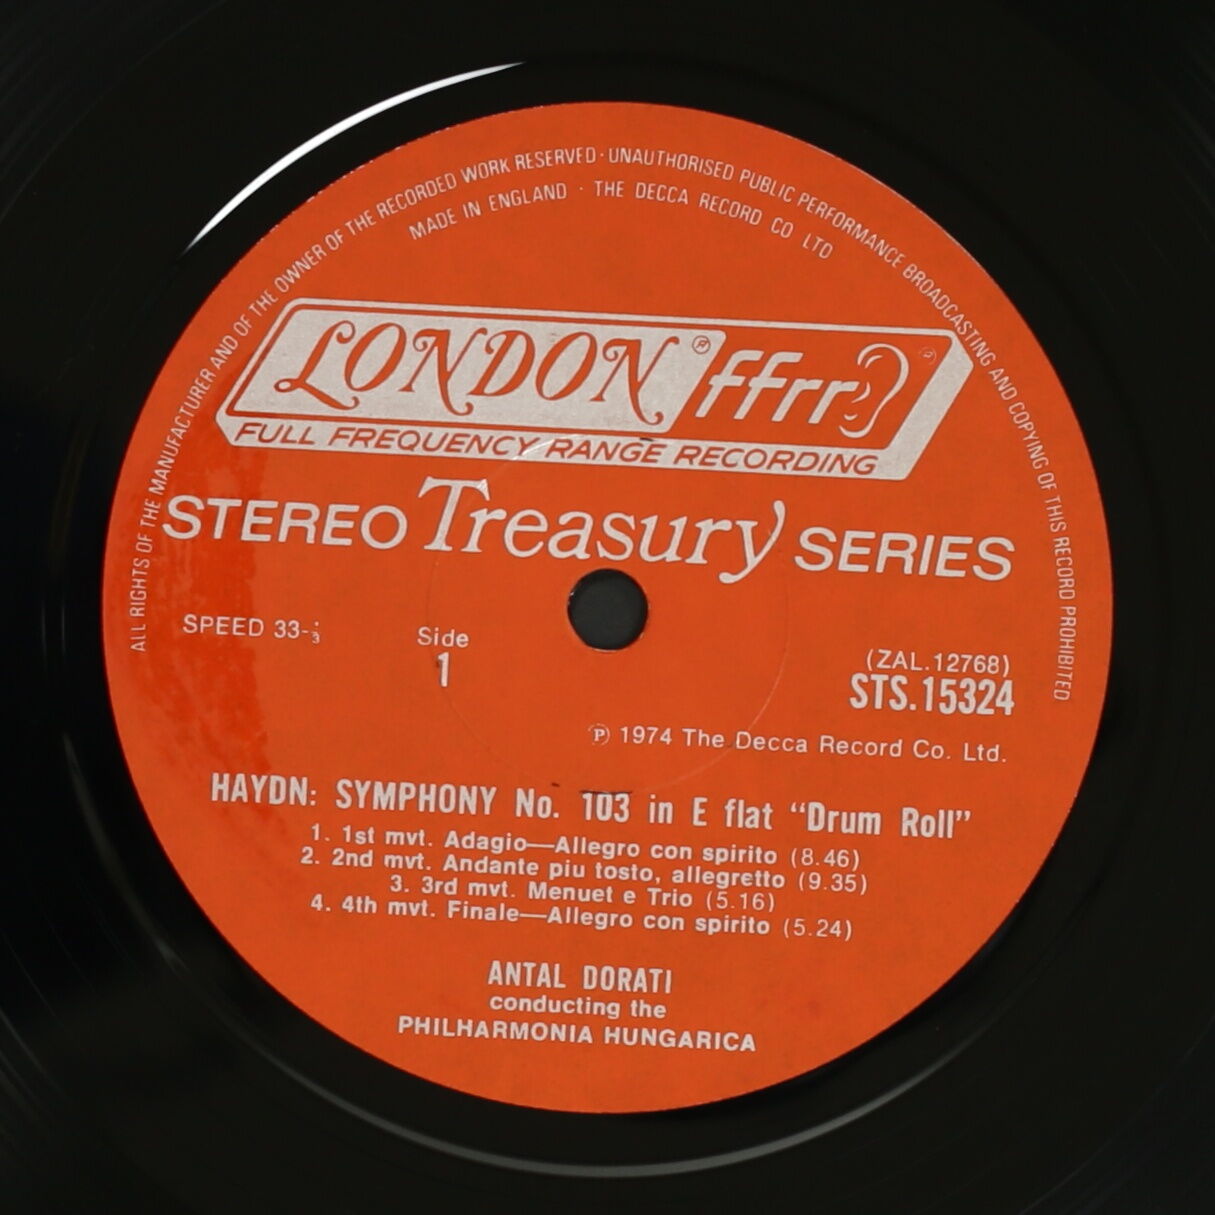 ALL RIGHTS OF THE MANUFACTURER AND OF THE OWNER OF THE RECORDED WORK RESERVED · UNAUTHORISED PUBLIC PERFORMANCE BROADCASTING AND COPYING OF THIS RECORD PROHIBITED
MADE IN ENGLAND · THE DECCA RECORD CO LTD
LONDON ® ffrr
FULL FREQUENCY RANGE RECORDING
STEREO Treasury SERIES
SPEED 33-⅓
Side
1
(ZAL.12768)
STS.15324
℗ 1974 The Decca Record Co. Ltd.
HAYDN: SYMPHONY No. 103 in E flat “Drum Roll”
1. 1st mvt. Adagio—Allegro con spirito (8.46)
2. 2nd mvt. Andante piu tosto, allegretto (9.35)
3. 3rd mvt. Menuet e Trio (5.16)
4. 4th mvt. Finale—Allegro con spirito (5.24)
ANTAL DORATI
conducting the
PHILHARMONIA HUNGARICA